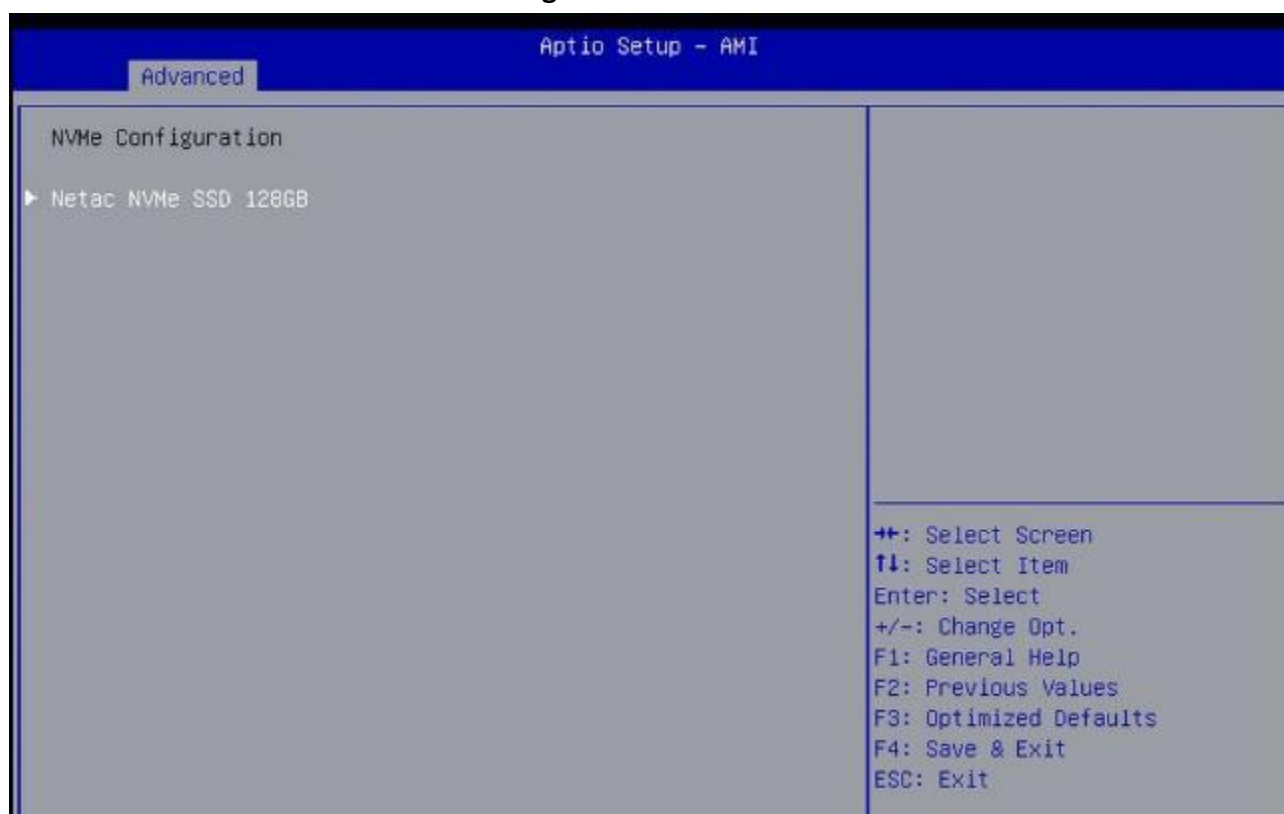 Aptio Setup – AMI
Advanced
NVMe Configuration
▶ Netac NVMe SSD 128GB
→←: Select Screen
↑↓: Select Item
Enter: Select
+/-: Change Opt.
F1: General Help
F2: Previous Values
F3: Optimized Defaults
F4: Save & Exit
ESC: Exit